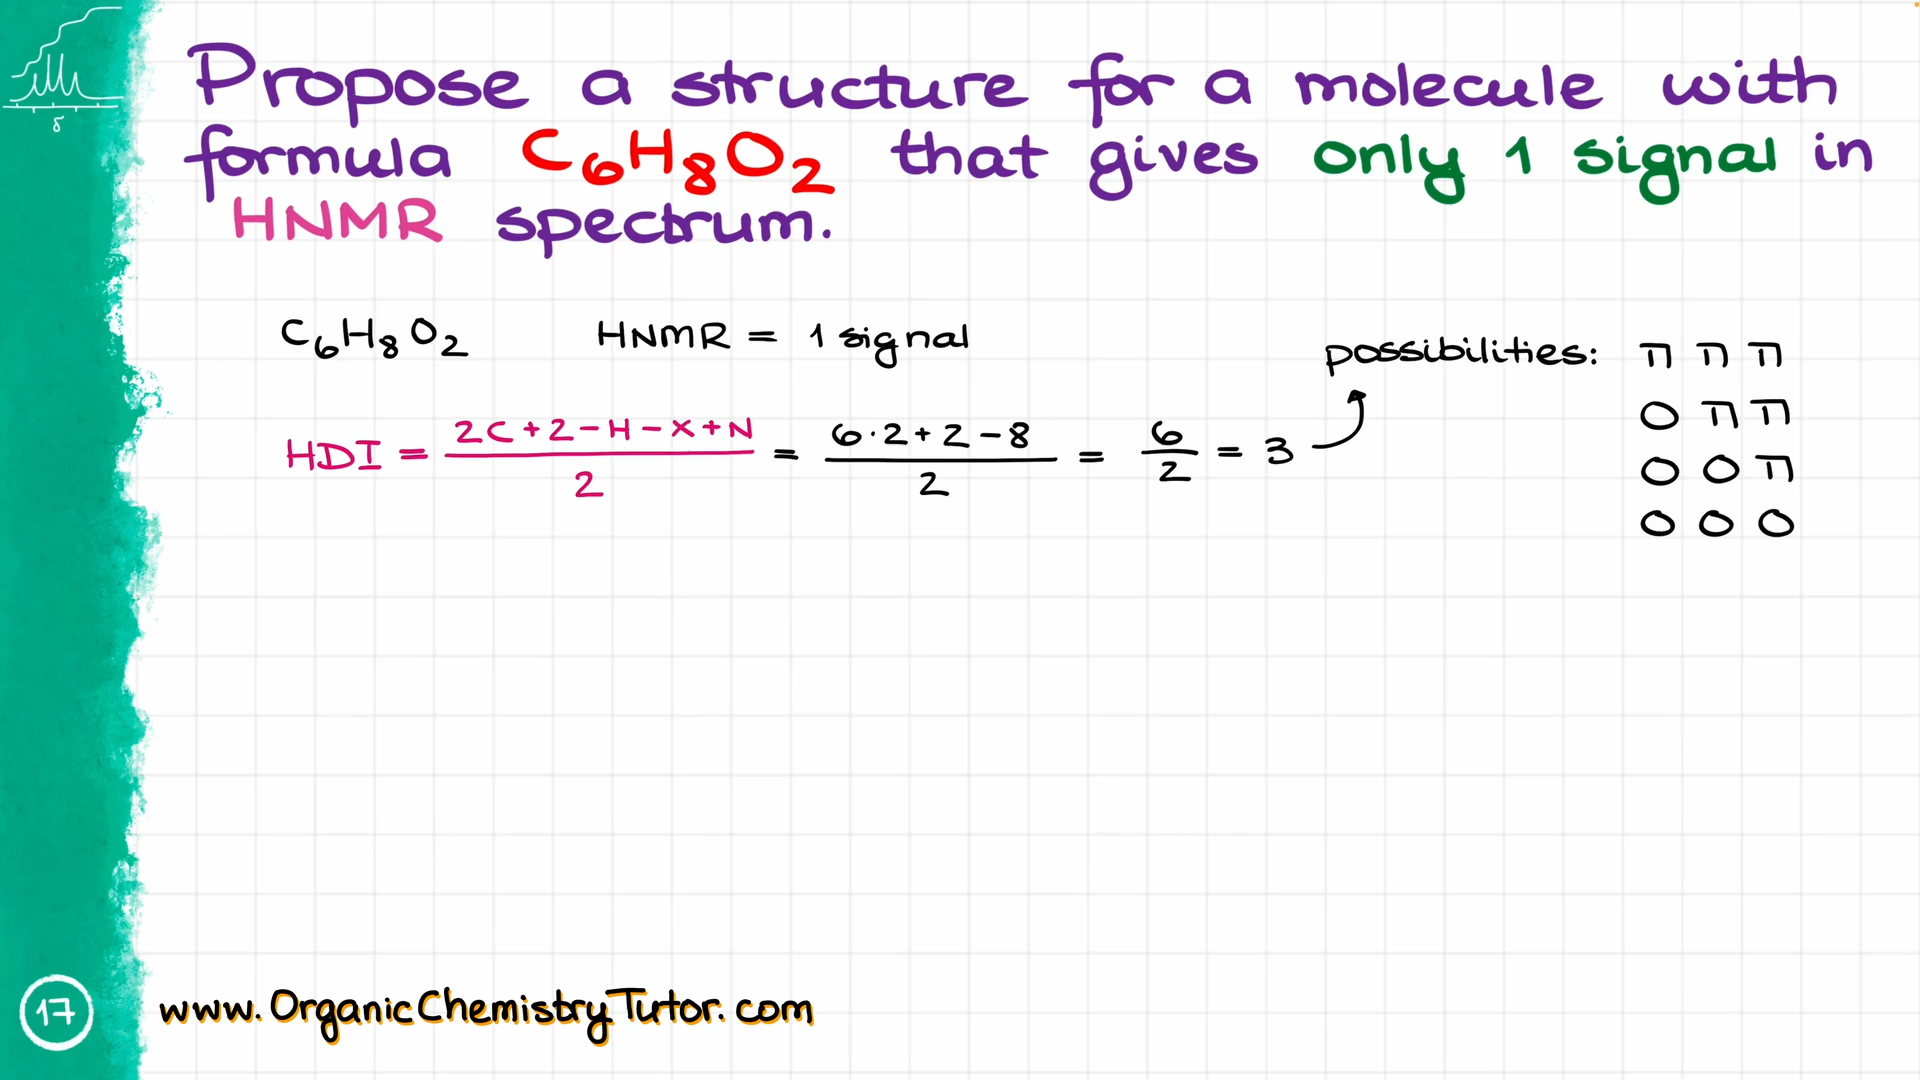 Propose a structure for a molecule with
formula C₆H₈O₂ that gives only 1 signal in
HNMR spectrum.
C₆H₈O₂ HNMR = 1 signal
possibilities: π π π
O π π
O O π
O O O
HDI = (2C+2-H-X+N)/2 = (6·2+2-8)/2 = 6/2 = 3
δ
17
www.OrganicChemistryTutor.com